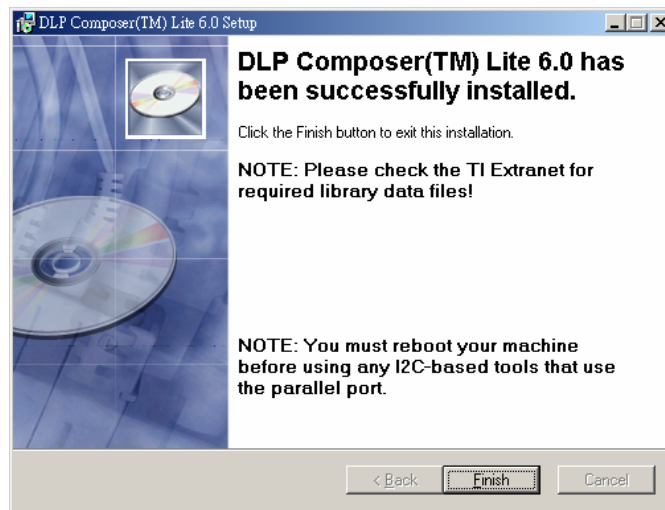 DLP Composer(TM) Lite 6.0 Setup
DLP Composer(TM) Lite 6.0 has
been successfully installed.
Click the Finish button to exit this installation.
NOTE: Please check the TI Extranet for
required library data files!
NOTE: You must reboot your machine
before using any I2C-based tools that use
the parallel port.
< Back Finish Cancel